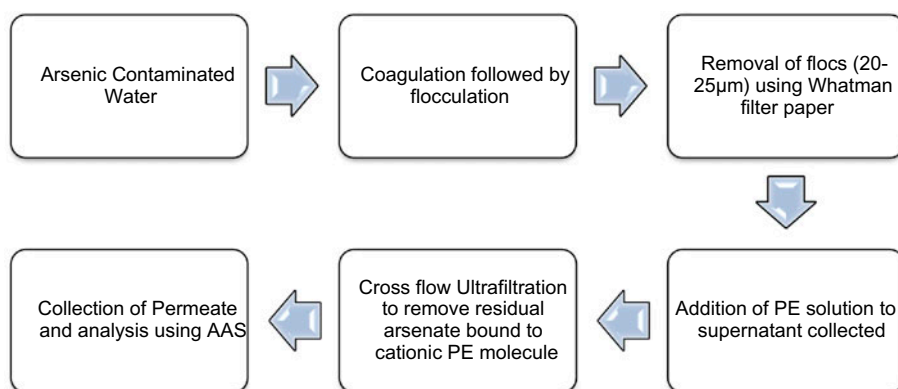 Arsenic Contaminated
Water
Coagulation followed by
flocculation
Removal of flocs (20-
25μm) using Whatman
filter paper
Addition of PE solution to
supernatant collected
Cross flow Ultrafiltration
to remove residual
arsenate bound to
cationic PE molecule
Collection of Permeate
and analysis using AAS